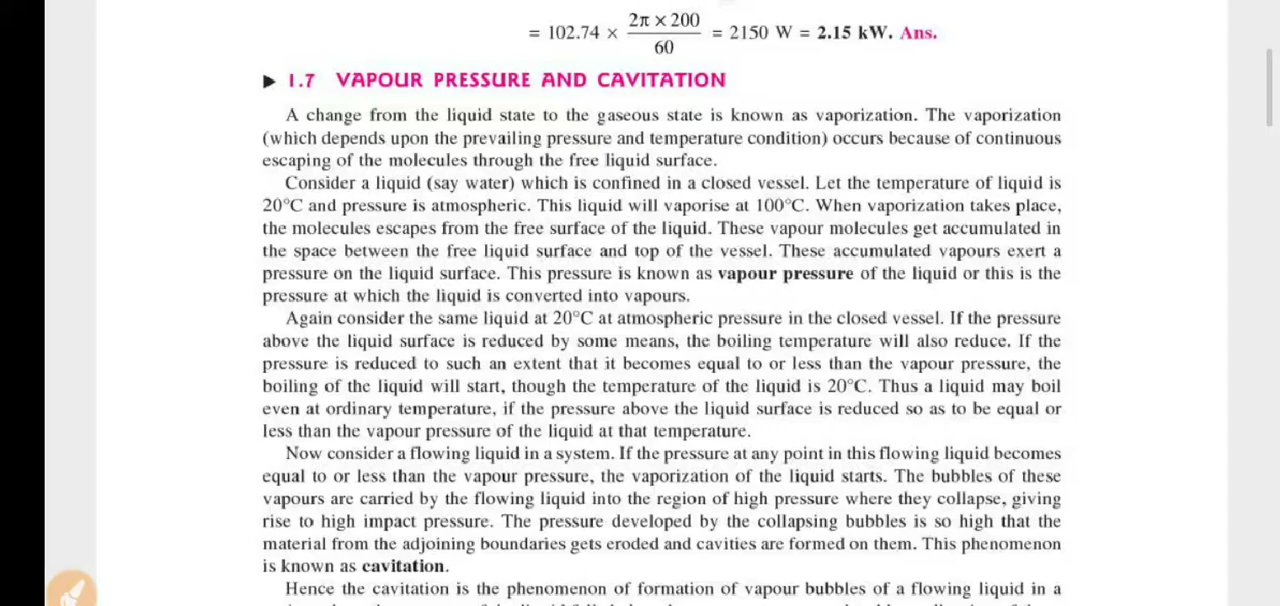 = 102.74 × 2π × 200 / 60 = 2150 W = 2.15 kW. Ans.
▶ 1.7 VAPOUR PRESSURE AND CAVITATION
A change from the liquid state to the gaseous state is known as vaporization. The vaporization
(which depends upon the prevailing pressure and temperature condition) occurs because of continuous
escaping of the molecules through the free liquid surface.
Consider a liquid (say water) which is confined in a closed vessel. Let the temperature of liquid is
20°C and pressure is atmospheric. This liquid will vaporise at 100°C. When vaporization takes place,
the molecules escapes from the free surface of the liquid. These vapour molecules get accumulated in
the space between the free liquid surface and top of the vessel. These accumulated vapours exert a
pressure on the liquid surface. This pressure is known as vapour pressure of the liquid or this is the
pressure at which the liquid is converted into vapours.
Again consider the same liquid at 20°C at atmospheric pressure in the closed vessel. If the pressure
above the liquid surface is reduced by some means, the boiling temperature will also reduce. If the
pressure is reduced to such an extent that it becomes equal to or less than the vapour pressure, the
boiling of the liquid will start, though the temperature of the liquid is 20°C. Thus a liquid may boil
even at ordinary temperature, if the pressure above the liquid surface is reduced so as to be equal or
less than the vapour pressure of the liquid at that temperature.
Now consider a flowing liquid in a system. If the pressure at any point in this flowing liquid becomes
equal to or less than the vapour pressure, the vaporization of the liquid starts. The bubbles of these
vapours are carried by the flowing liquid into the region of high pressure where they collapse, giving
rise to high impact pressure. The pressure developed by the collapsing bubbles is so high that the
material from the adjoining boundaries gets eroded and cavities are formed on them. This phenomenon
is known as cavitation.
Hence the cavitation is the phenomenon of formation of vapour bubbles of a flowing liquid in a